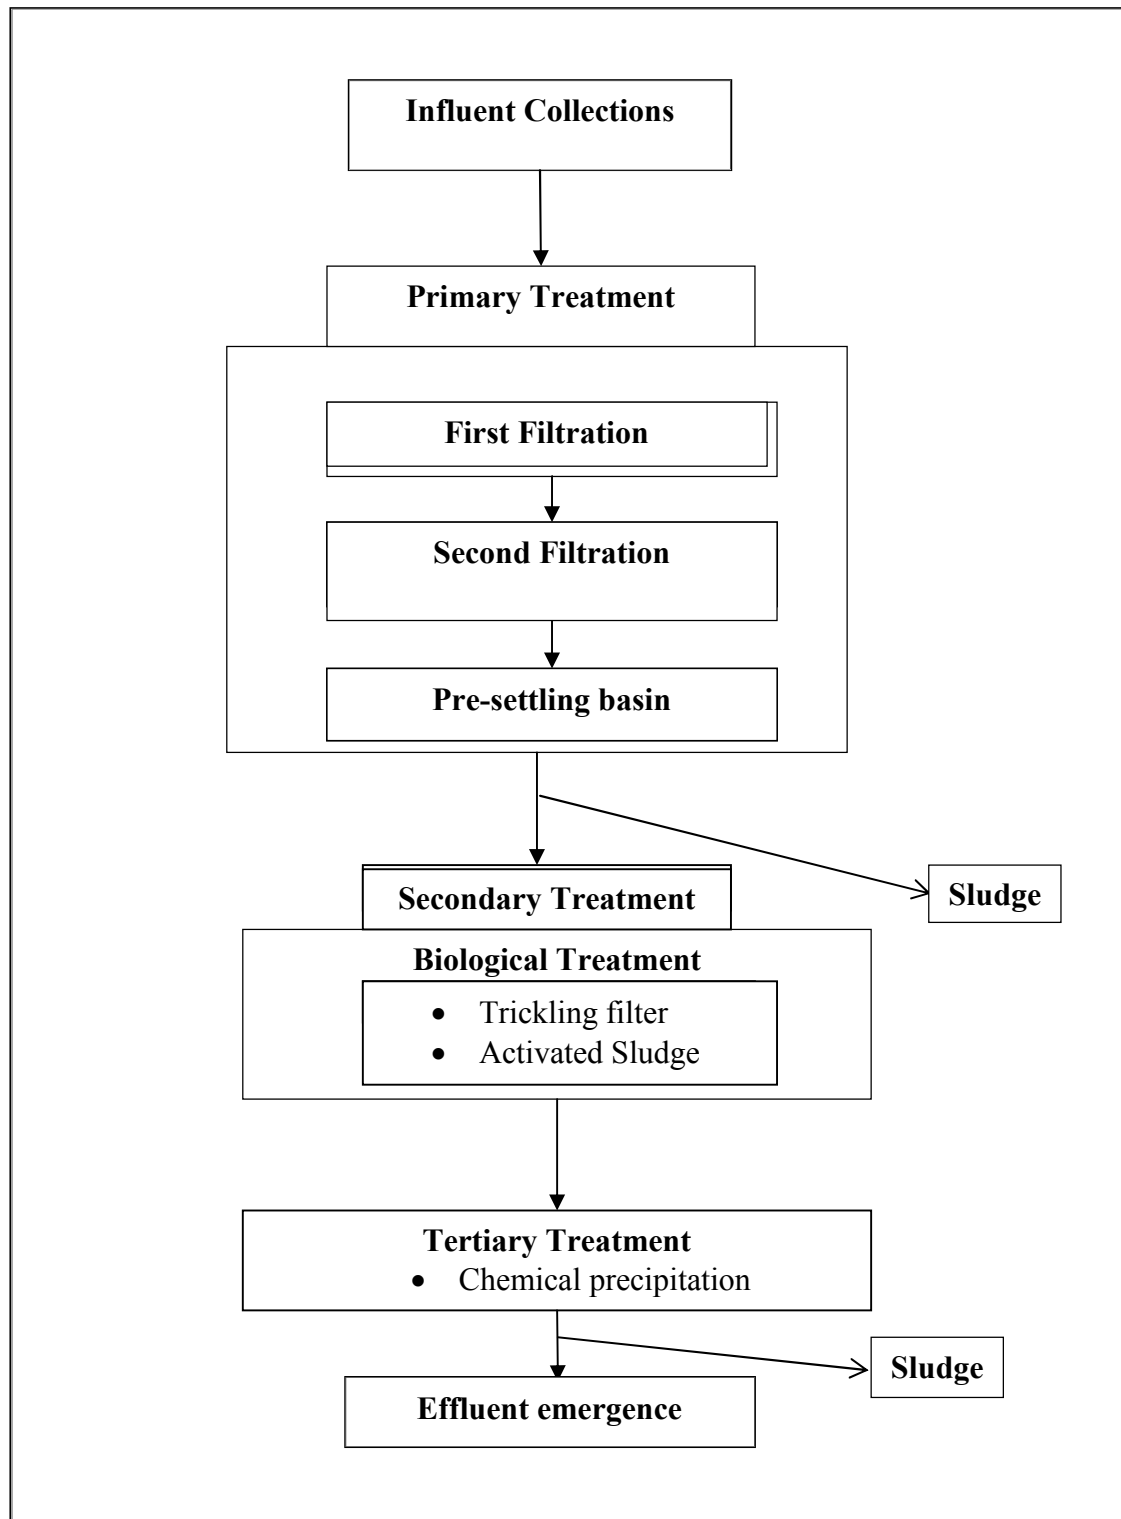 Influent Collections
Primary Treatment
First Filtration
Second Filtration
Pre-settling basin
Sludge
Secondary Treatment
Biological Treatment
• Trickling filter
• Activated Sludge
Tertiary Treatment
• Chemical precipitation
Sludge
Effluent emergence